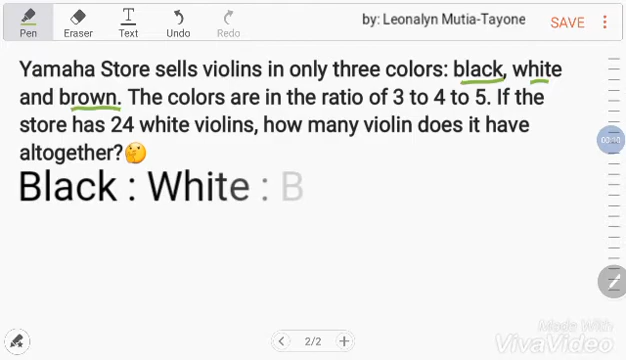 by: Leonalyn Mutia-Tayone
SAVE
Pen
Eraser
Text
Undo
Redo
Yamaha Store sells violins in only three colors: black, white
and brown. The colors are in the ratio of 3 to 4 to 5. If the
store has 24 white violins, how many violin does it have
altogether?🤔
Black : White : B
2/2
Made With
VivaVideo